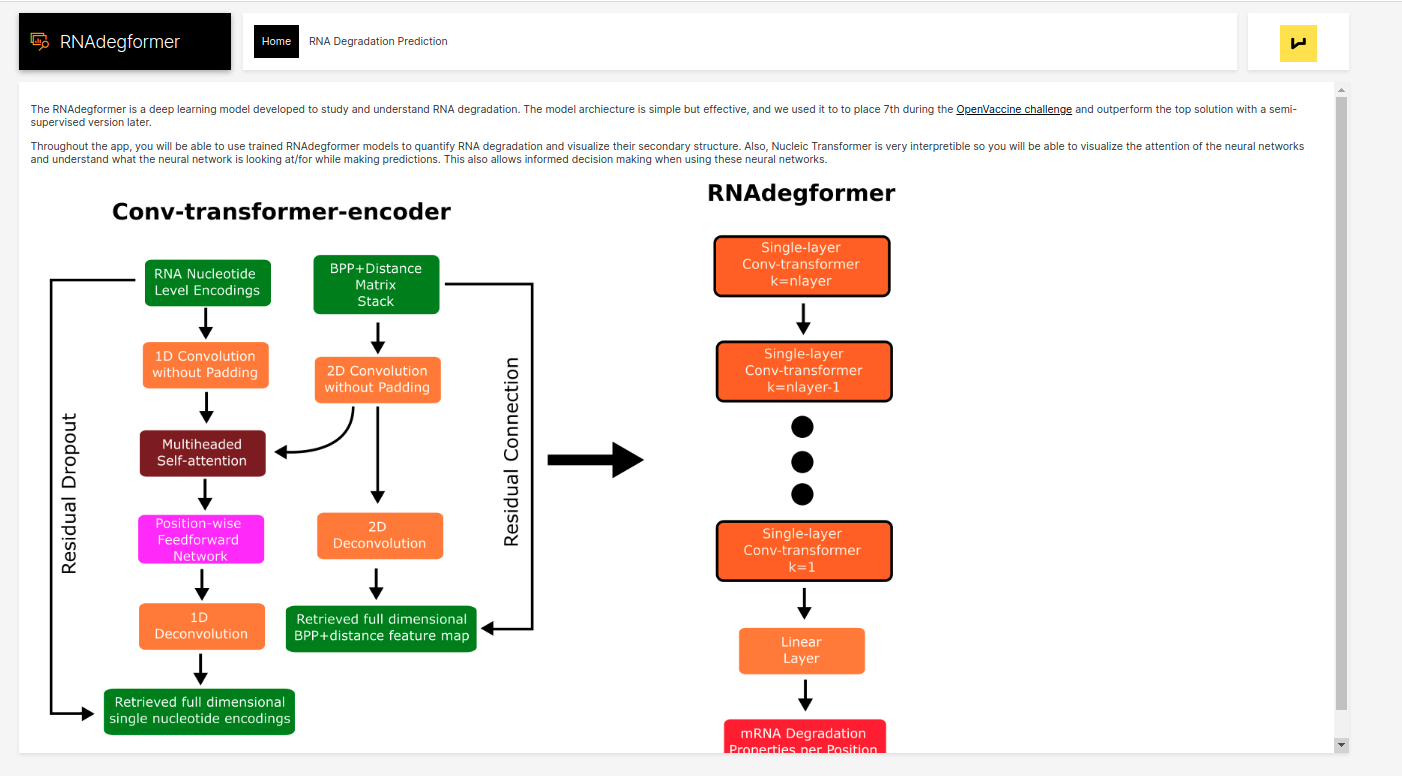 RNAdegformer
Home
RNA Degradation Prediction
The RNAdegformer is a deep learning model developed to study and understand RNA degradation. The model archiecture is simple but effective, and we used it to to place 7th during the OpenVaccine challenge and outperform the top solution with a semi-
supervised version later.
Throughout the app, you will be able to use trained RNAdegformer models to quantify RNA degradation and visualize their secondary structure. Also, Nucleic Transformer is very interpretible so you will be able to visualize the attention of the neural networks
and understand what the neural network is looking at/for while making predictions. This also allows informed decision making when using these neural networks.
Conv-transformer-encoder
RNA Nucleotide
Level Encodings
BPP+Distance
Matrix
Stack
1D Convolution
without Padding
2D Convolution
without Padding
Multiheaded
Self-attention
Position-wise
Feedforward
Network
2D
Deconvolution
1D
Deconvolution
Retrieved full dimensional
BPP+distance feature map
Retrieved full dimensional
single nucleotide encodings
Residual Dropout
Residual Connection
RNAdegformer
Single-layer
Conv-transformer
k=nlayer
Single-layer
Conv-transformer
k=nlayer-1
Single-layer
Conv-transformer
k=1
Linear
Layer
mRNA Degradation
Properties per Position